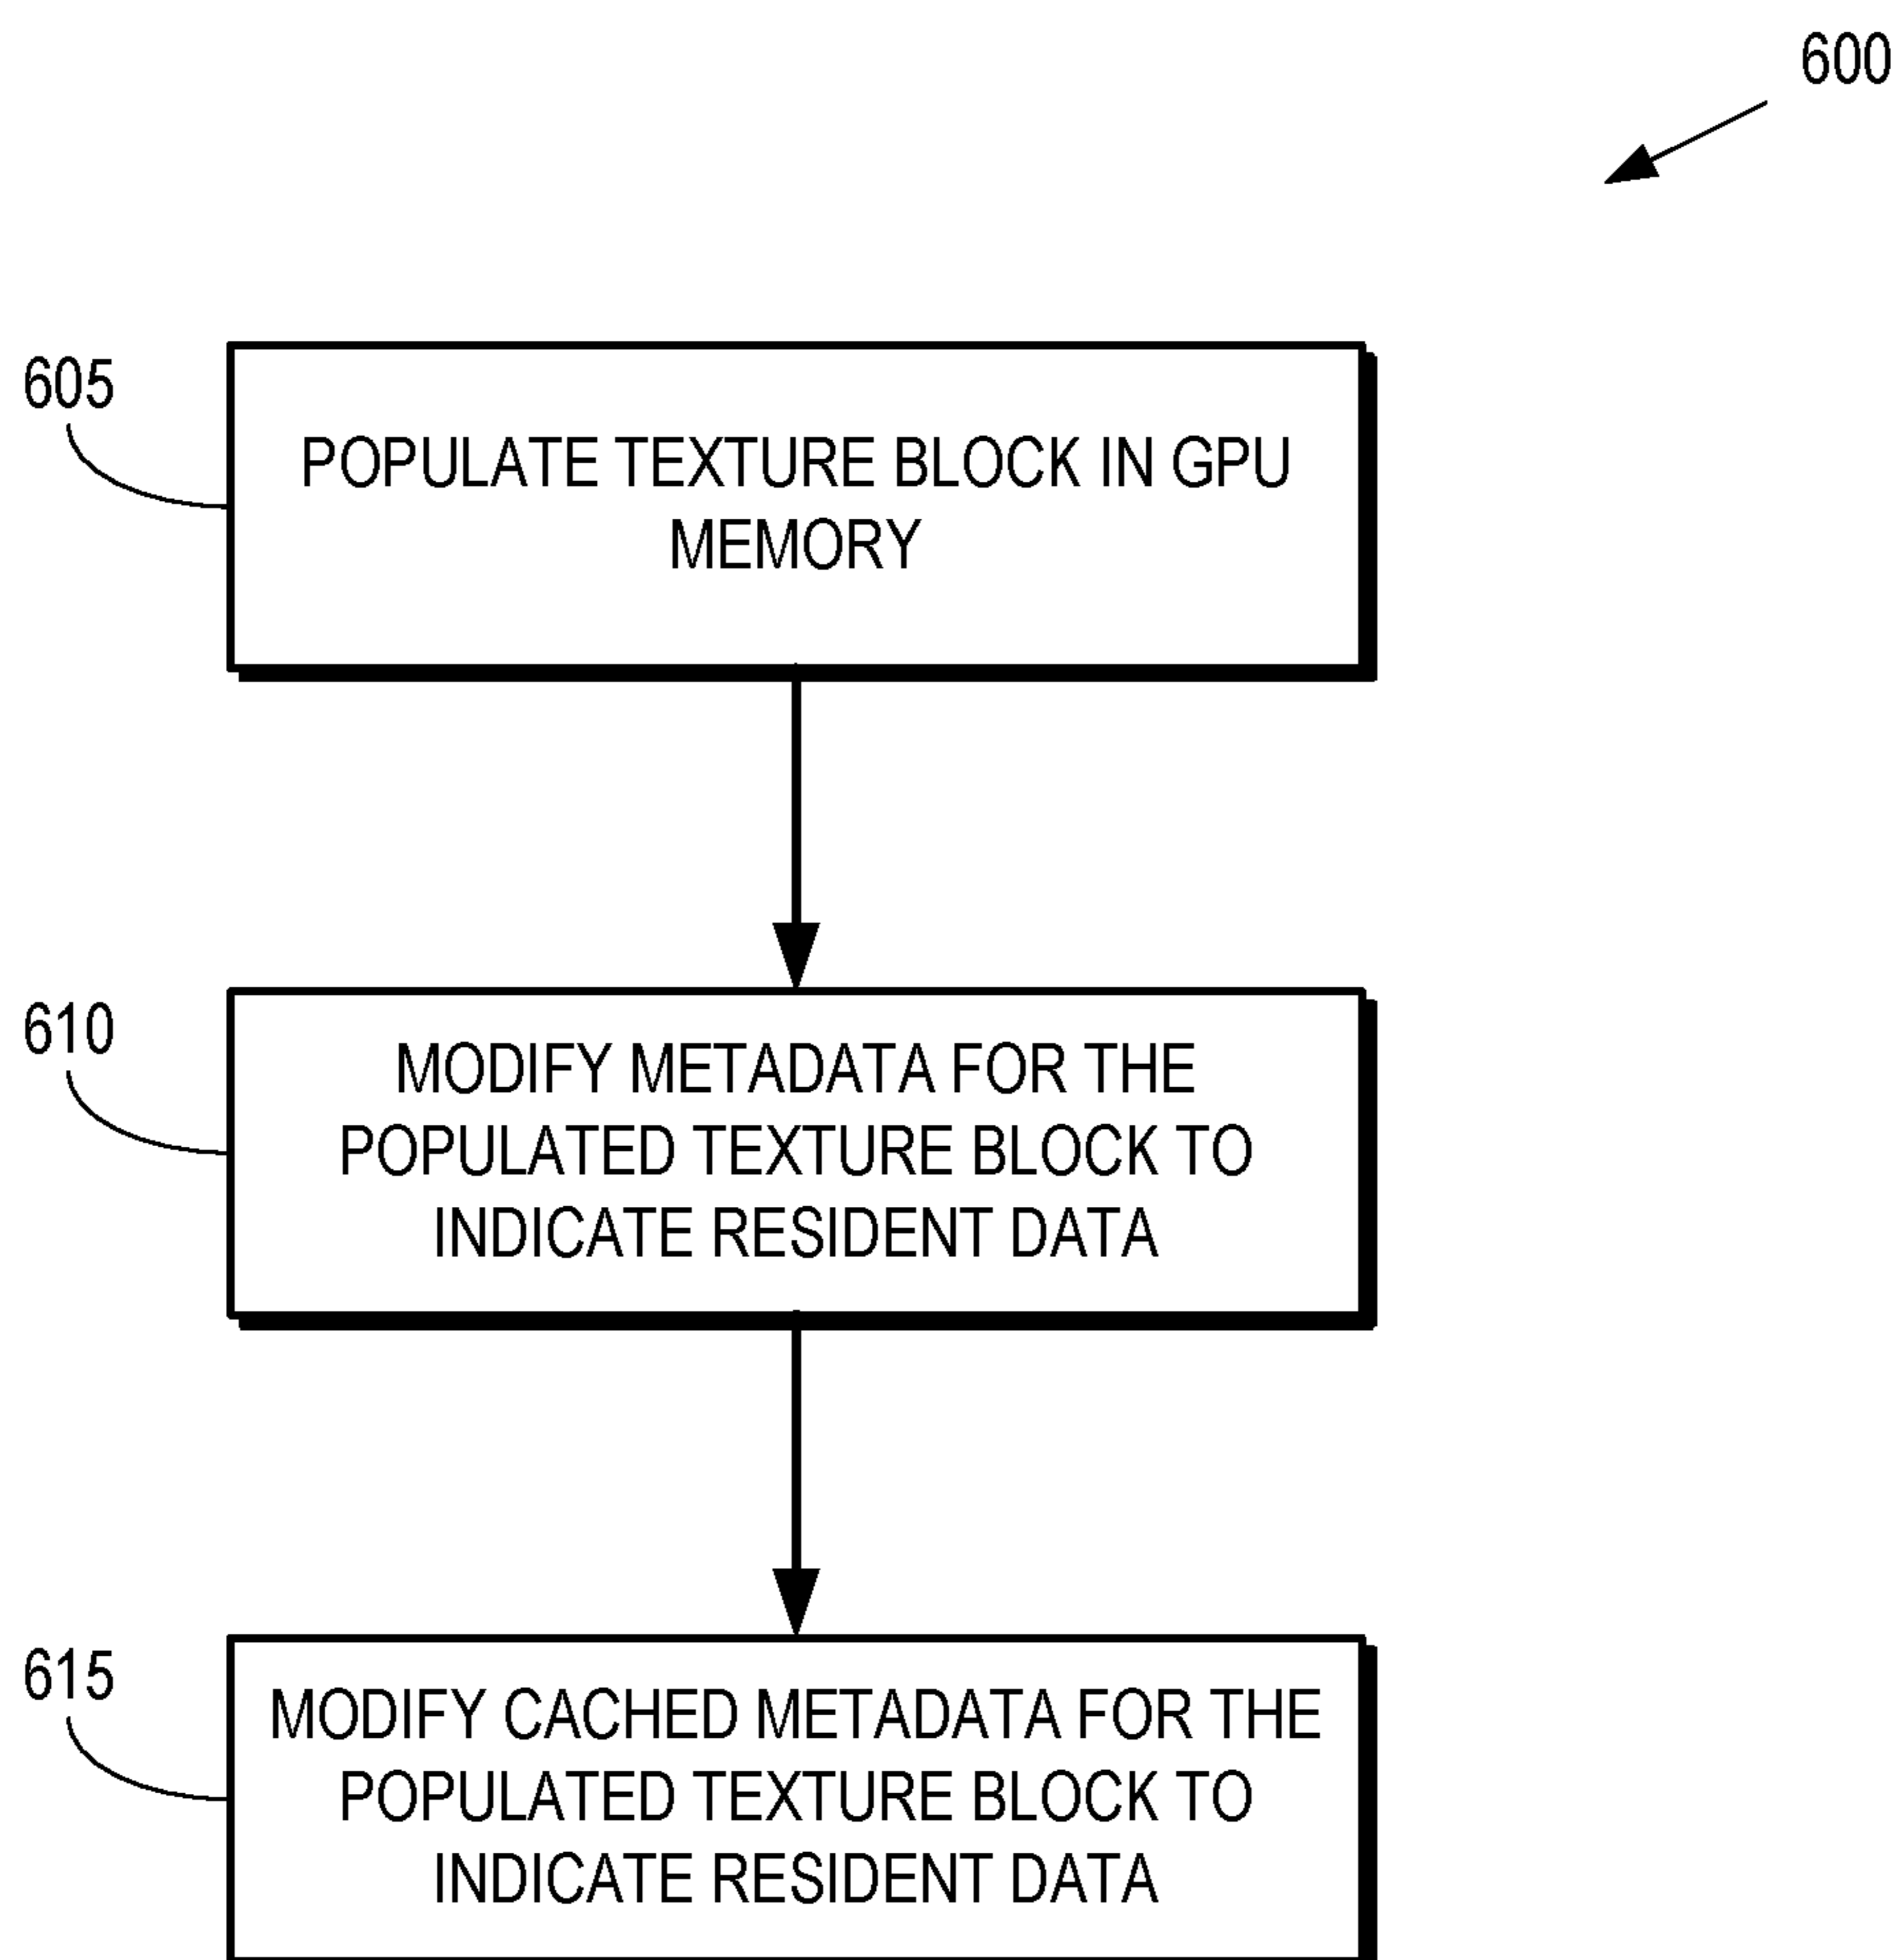 600
605
POPULATE TEXTURE BLOCK IN GPU
MEMORY
610
MODIFY METADATA FOR THE
POPULATED TEXTURE BLOCK TO
INDICATE RESIDENT DATA
615
MODIFY CACHED METADATA FOR THE
POPULATED TEXTURE BLOCK TO
INDICATE RESIDENT DATA